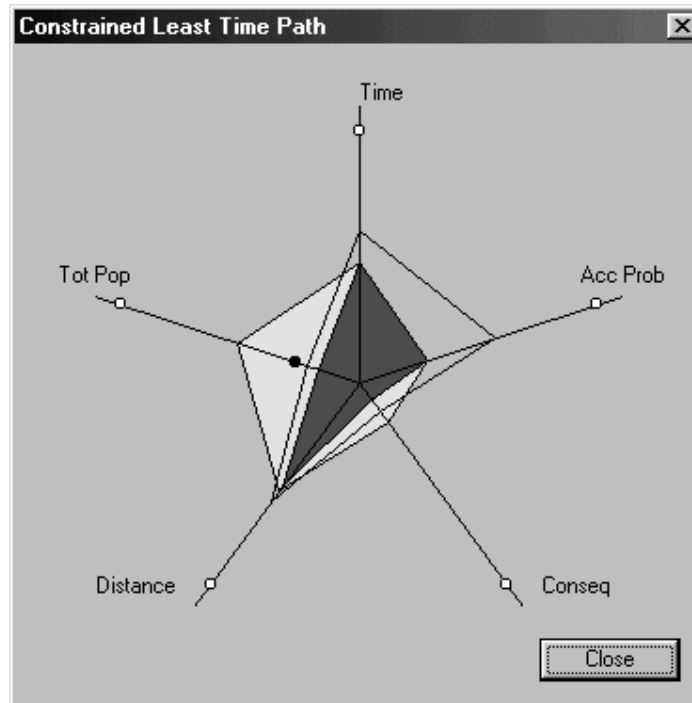 Constrained Least Time Path
Time
Tot Pop
Acc Prob
Distance
Conseq
Close